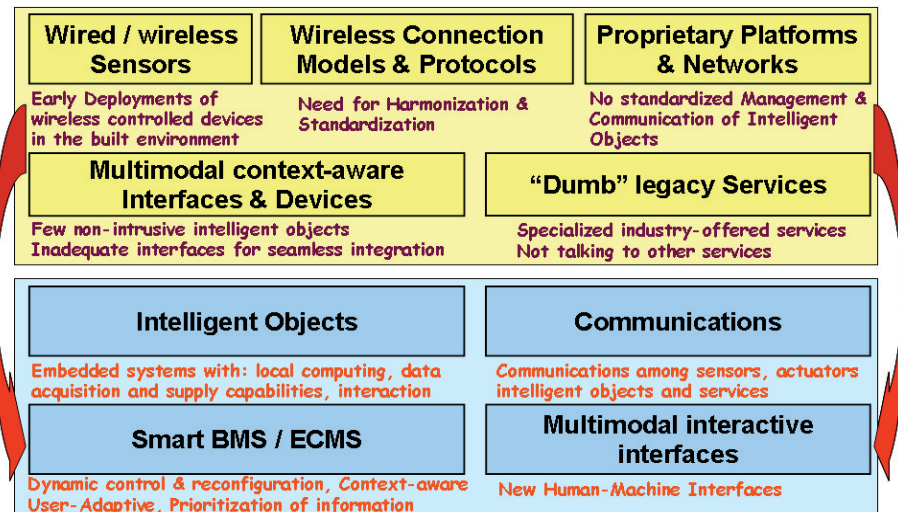 Wired / wireless
Sensors
Wireless Connection
Models & Protocols
Proprietary Platforms
& Networks
Early Deployments of
wireless controlled devices
in the built environment
Need for Harmonization &
Standardization
No standardized Management &
Communication of Intelligent
Objects
Multimodal context-aware
Interfaces & Devices
“Dumb” legacy Services
Few non-intrusive intelligent objects
Inadequate interfaces for seamless integration
Specialized industry-offered services
Not talking to other services
Intelligent Objects
Communications
Embedded systems with: local computing, data
acquisition and supply capabilities, interaction
Communications among sensors, actuators
intelligent objects and services
Smart BMS / ECMS
Multimodal interactive
interfaces
Dynamic control & reconfiguration, Context-aware
User-Adaptive, Prioritization of information
New Human-Machine Interfaces